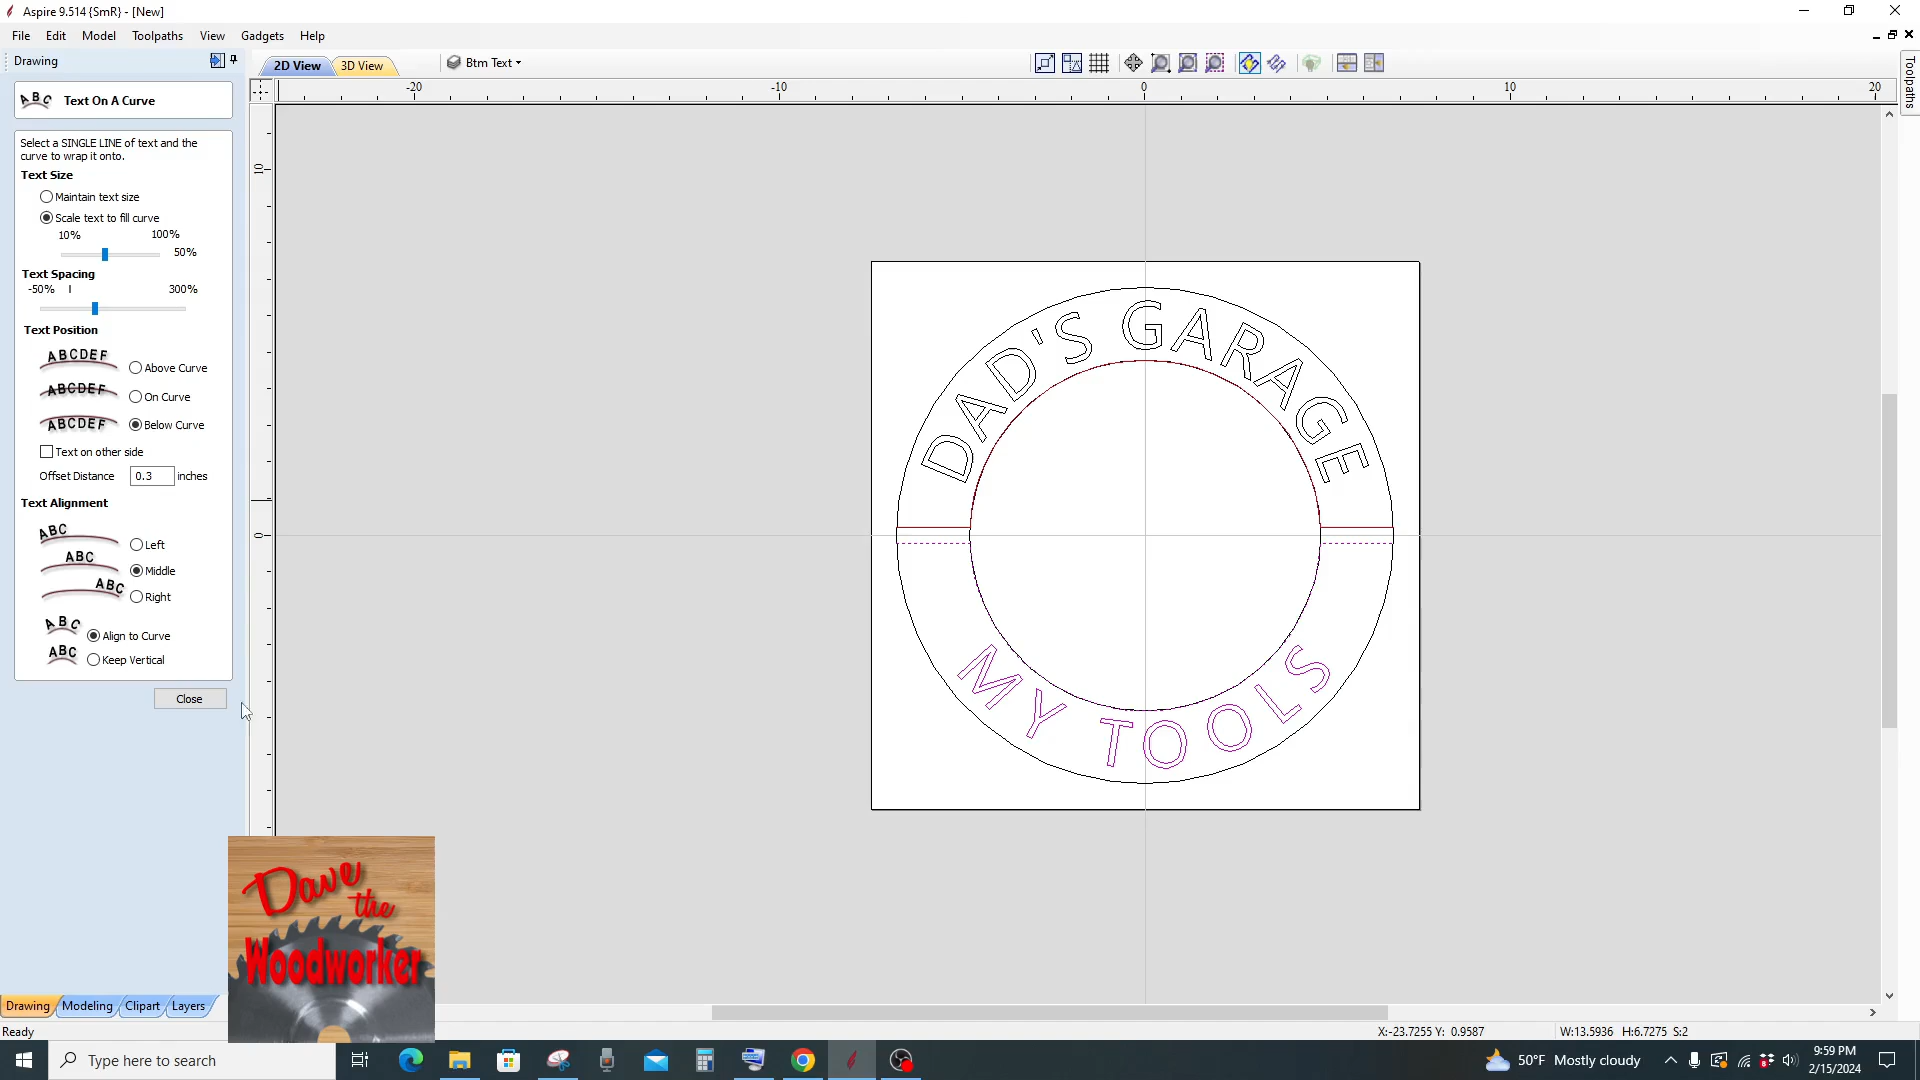 Aspire 9.514 {SmR} - [New]
File Edit Model Toolpaths View Gadgets Help
Drawing
2D View 3D View Btm Text
Toolpaths
ABC Text On A Curve
-20 -10 0 10 20
10
0
Select a SINGLE LINE of text and the
curve to wrap it onto.
Text Size
Maintain text size
Scale text to fill curve
10% 100%
50%
Text Spacing
-50% 300%
Text Position
ABCDEF Above Curve
ABCDEF On Curve
ABCDEF Below Curve
Text on other side
Offset Distance 0.3 inches
Text Alignment
ABC Left
ABC Middle
ABC Right
ABC Align to Curve
ABC Keep Vertical
Close
DAD'S GARAGE
MY TOOLS
Dave
the
Woodworker
Drawing Modeling Clipart Layers
Ready
X:-23.7255 Y: 0.9587 W:13.5936 H:6.7275 S:2
Type here to search
50°F Mostly cloudy
9:59 PM
2/15/2024